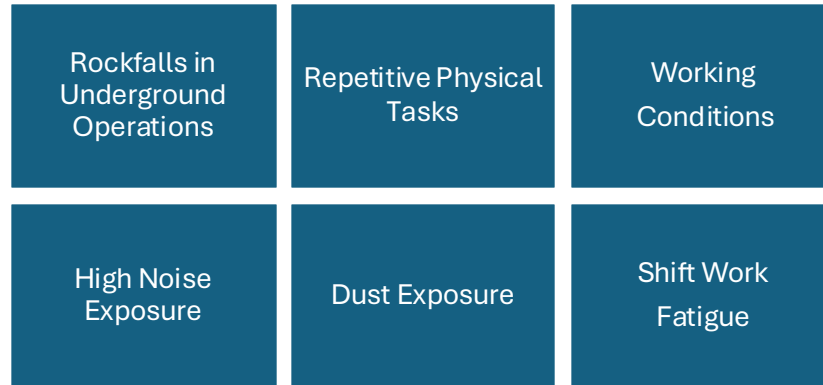 Rockfalls in
Underground
Operations
Repetitive Physical
Tasks
Working
Conditions
High Noise
Exposure
Dust Exposure
Shift Work
Fatigue